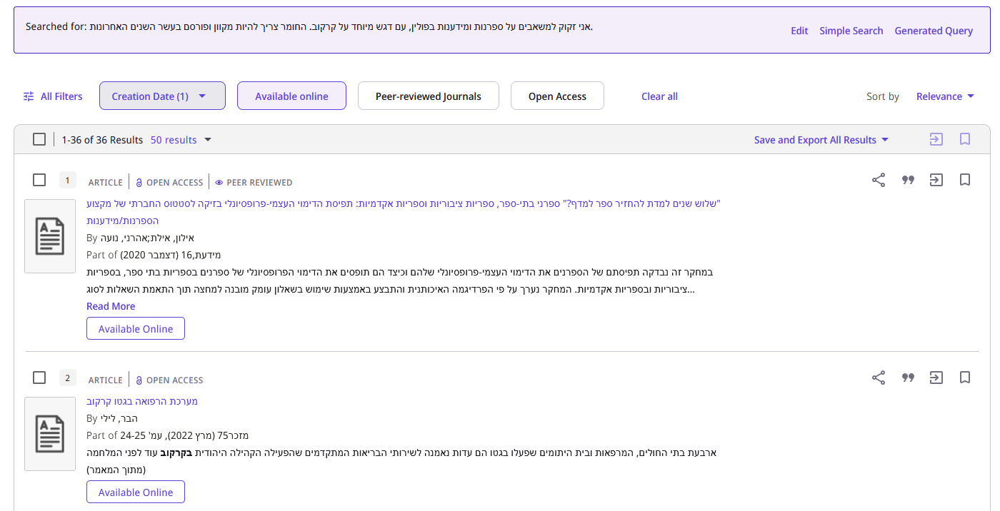 Searched for: אני זקוק למשאבים על ספרנות ומידענות בפולין, עם דגש מיוחד על קרקוב. החומר צריך להיות מקוון ופורסם בעשר השנים האחרונות.
Edit Simple Search Generated Query
All Filters Creation Date (1) Available online Peer-reviewed Journals Open Access Clear all Sort by Relevance
1-36 of 36 Results 50 results Save and Export All Results
1 ARTICLE OPEN ACCESS PEER REVIEWED
"שלוש שנים למדת להחזיר ספר למדף?" ספרני בתי-ספר, ספריות ציבוריות וספריות אקדמיות: תפיסת הדימוי העצמי-פרופסיונלי בזיקה לסטטוס החברתי של מקצוע
הספרנות/מידענות
By אילון, אילת;אהרני, נועה
Part of מידעת,16 (דצמבר 2020)
במחקר זה נבדקה תפיסתם של הספרנים את הדימוי העצמי-פרופסיונלי שלהם וכיצד הם תופסים את הדימוי הפרופסיונלי של ספרנים בספריות בתי ספר, בספריות
ציבוריות ובספריות אקדמיות. המחקר נערך על פי הפרדיגמה האיכותנית והתבצע באמצעות שימוש בשאלון עומק מובנה למחצה תוך התאמת השאלות לסוג...
Read More
Available Online
2 ARTICLE OPEN ACCESS
מערכת הרפואה בגטו קרקוב
By הבר, לילי
Part of מזכר75 (מרץ 2022), עמ' 24-25
ארבעת בתי החולים, המרפאות ובית היתומים שפעלו בגטו הם עדות נאמנה לשירותי הבריאות המתקדמים שהפעילה הקהילה היהודית בקרקוב עוד לפני המלחמה
(מתוך המאמר)
Available Online